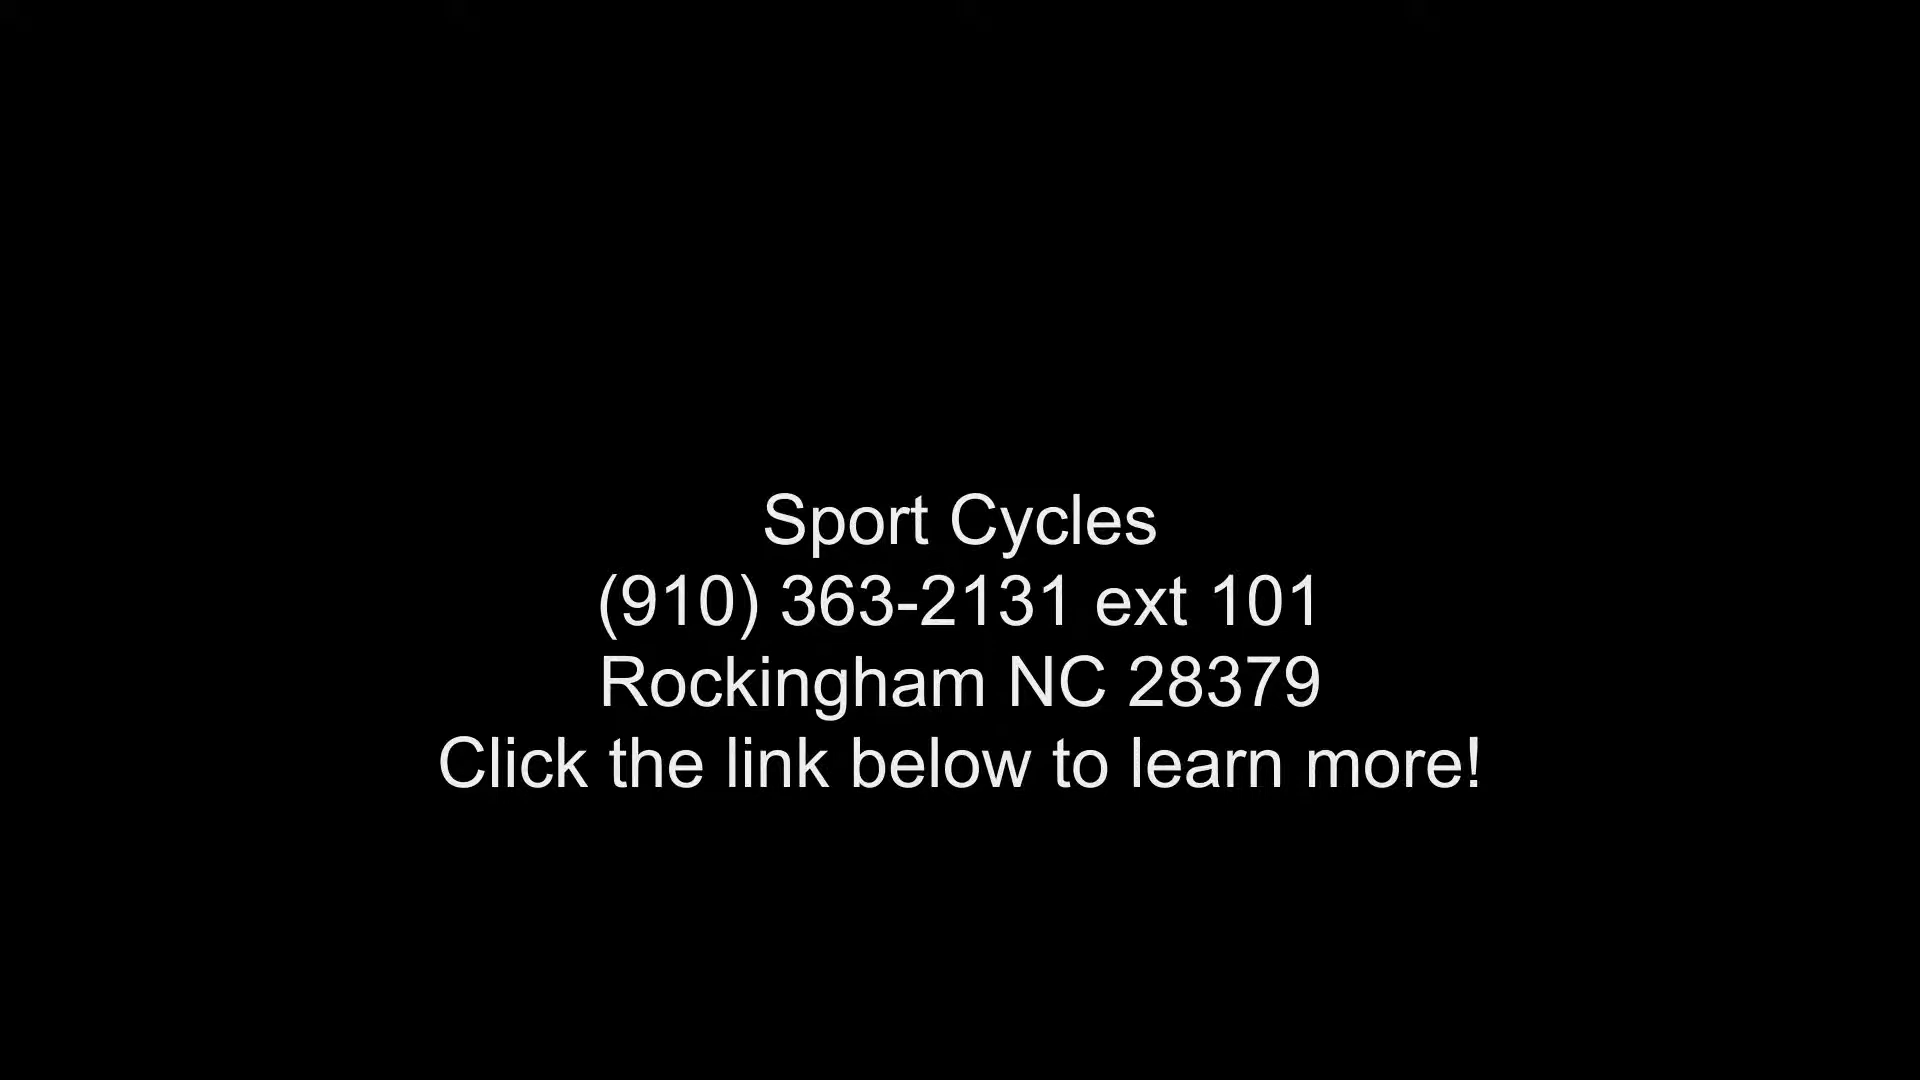 Sport Cycles
(910) 363-2131 ext 101
Rockingham NC 28379
Click the link below to learn more!